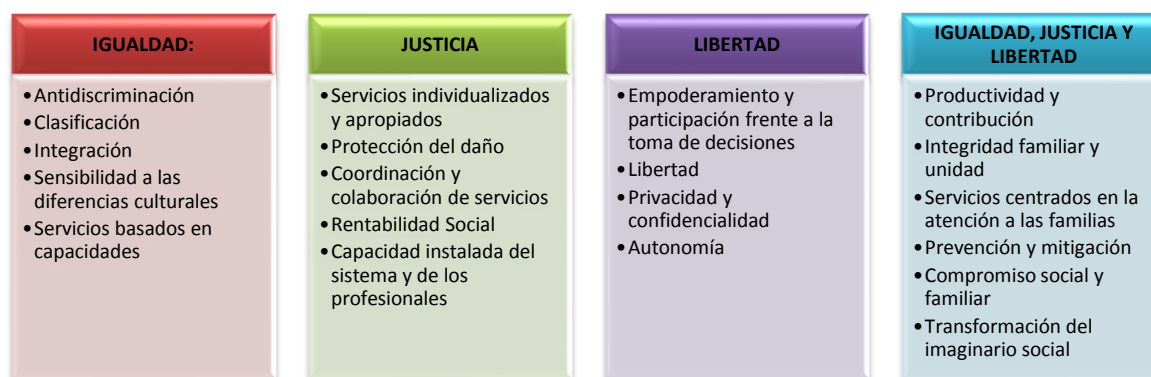 IGUALDAD:
•Antidiscriminación
•Clasificación
•Integración
•Sensibilidad a las
diferencias culturales
•Servicios basados en
capacidades
JUSTICIA
•Servicios individualizados
y apropiados
•Protección del daño
•Coordinación y
colaboración de servicios
•Rentabilidad Social
•Capacidad instalada del
sistema y de los
profesionales
LIBERTAD
•Empoderamiento y
participación frente a la
toma de decisiones
•Libertad
•Privacidad y
confidencialidad
•Autonomía
IGUALDAD, JUSTICIA Y
LIBERTAD
•Productividad y
contribución
•Integridad familiar y
unidad
•Servicios centrados en la
atención a las familias
•Prevención y mitigación
•Compromiso social y
familiar
•Transformación del
imaginario social